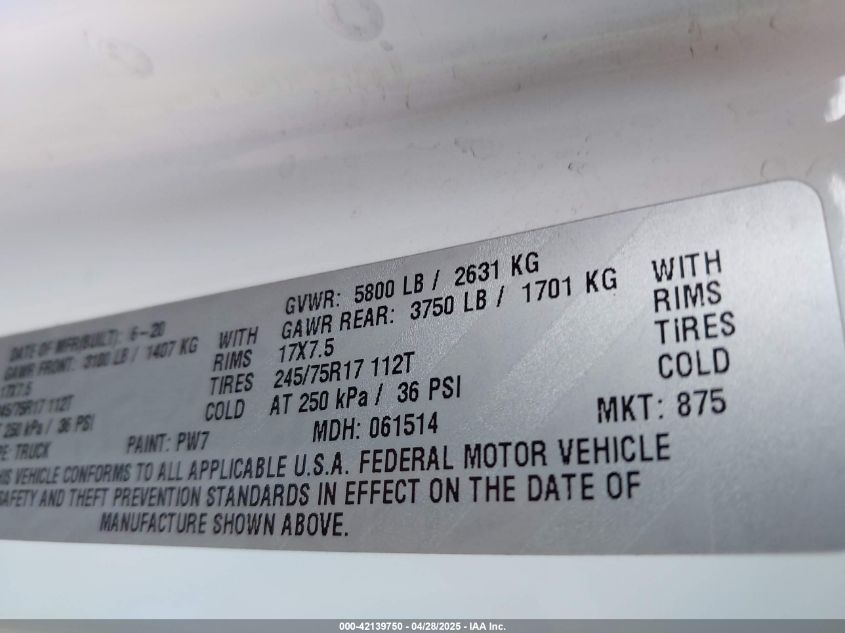 DATE OF MFR(BUILT): 6-20 GVWR: 5800 LB / 2631 KG
GAWR FRONT: 3100 LB / 1407 KG WITH GAWR REAR: 3750 LB / 1701 KG WITH
17X7.5 RIMS 17X7.5 RIMS
245/75R17 112T TIRES 245/75R17 112T TIRES
AT 250 kPa / 36 PSI COLD AT 250 kPa / 36 PSI COLD
TRUCK PAINT: PW7 MDH: 061514 MKT: 875
VEHICLE CONFORMS TO ALL APPLICABLE U.S.A. FEDERAL MOTOR VEHICLE
SAFETY AND THEFT PREVENTION STANDARDS IN EFFECT ON THE DATE OF
MANUFACTURE SHOWN ABOVE.
000-42139750 - 04/28/2025 - IAA Inc.